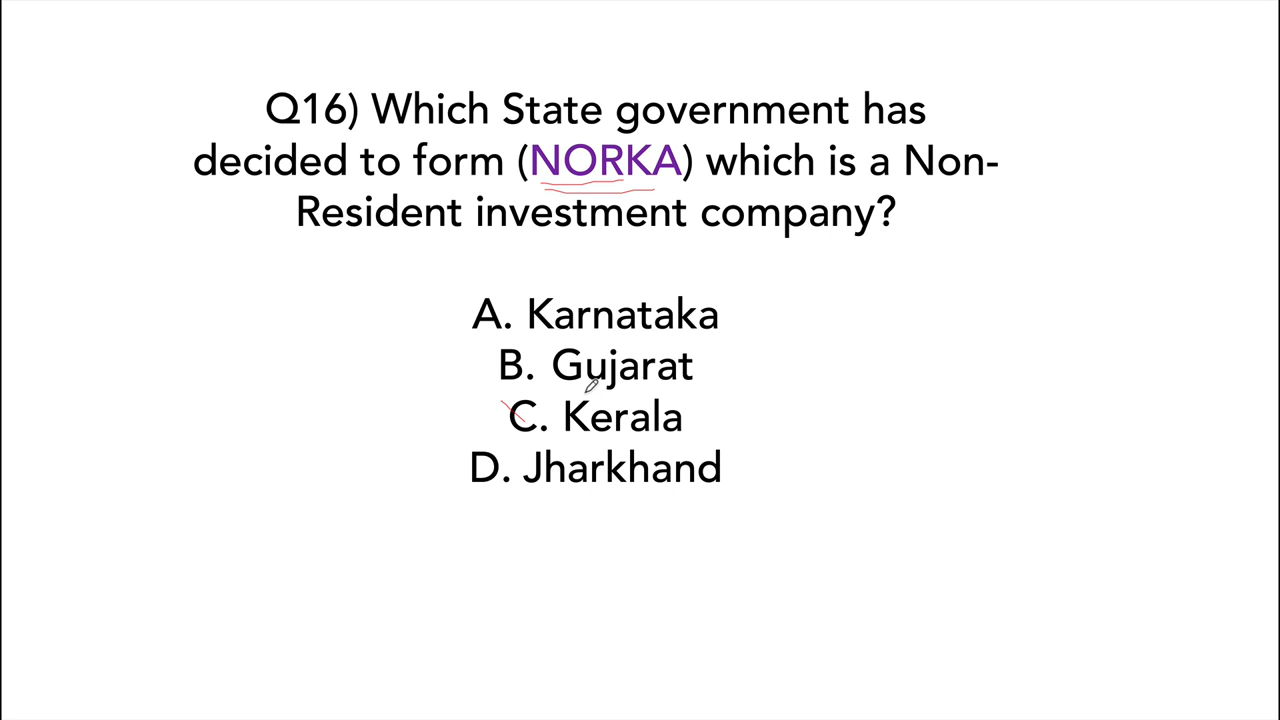 Q16) Which State government has
decided to form (NORKA) which is a Non-
Resident investment company?
A. Karnataka
B. Gujarat
C. Kerala
D. Jharkhand